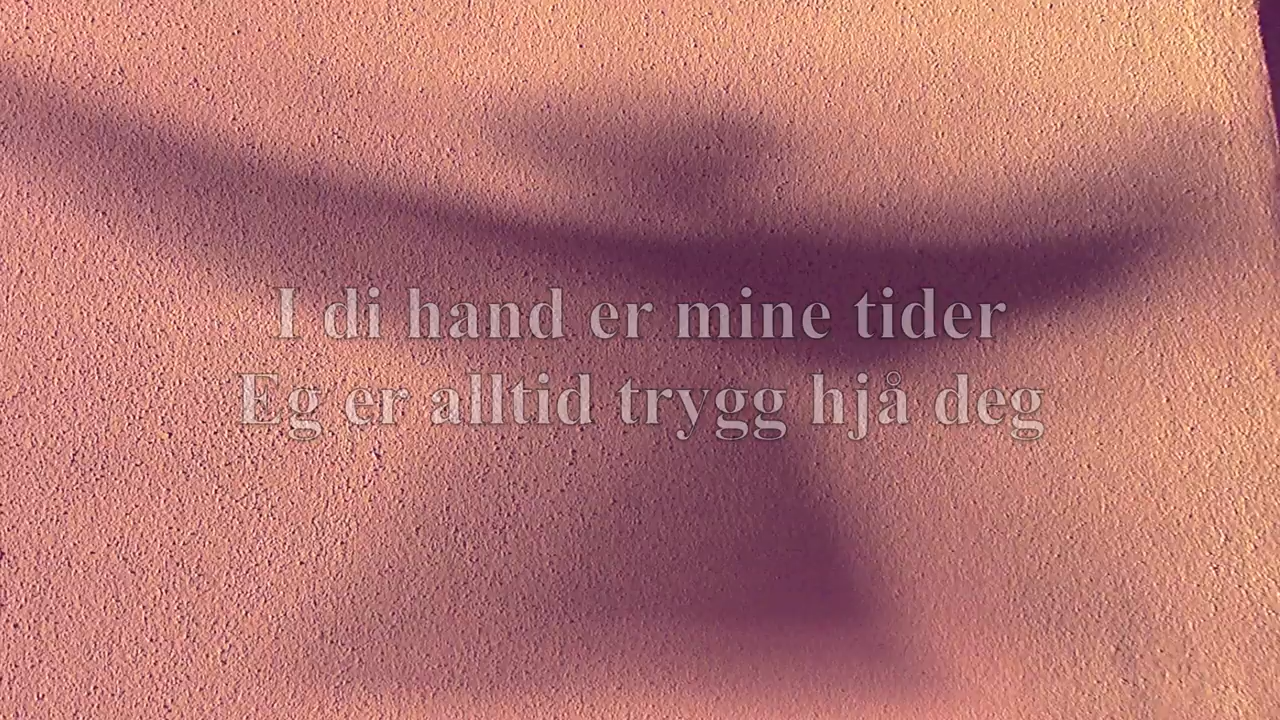 I di hand er mine tider
Eg er alltid trygg hjå deg